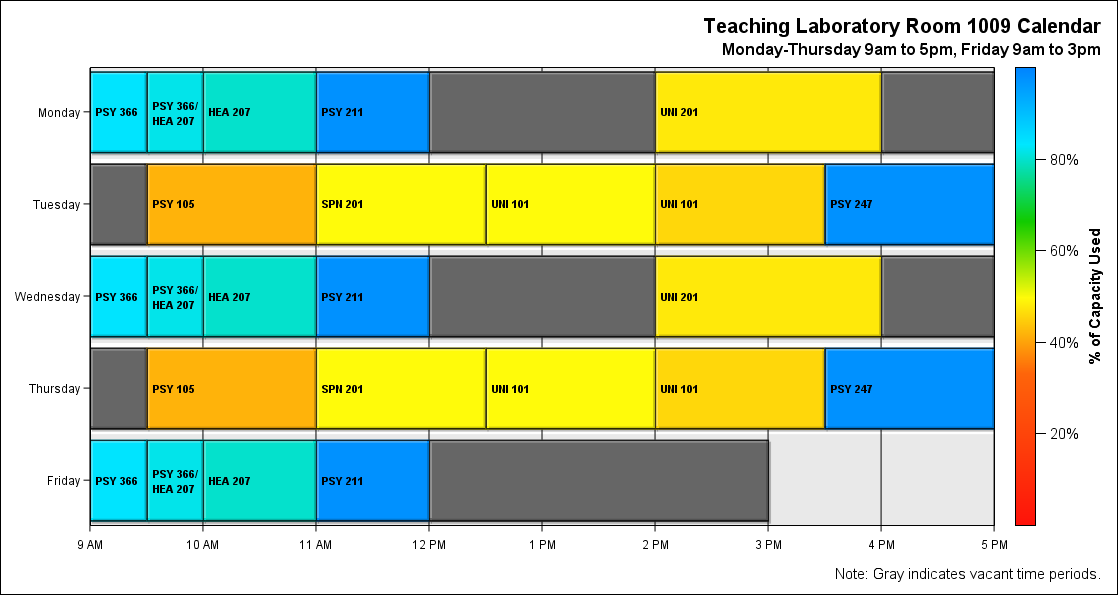 Teaching Laboratory Room 1009 Calendar
Monday-Thursday 9am to 5pm, Friday 9am to 3pm
Monday
PSY 366
PSY 366/
HEA 207
HEA 207
PSY 211
UNI 201
Tuesday
PSY 105
SPN 201
UNI 101
UNI 101
PSY 247
Wednesday
PSY 366
PSY 366/
HEA 207
HEA 207
PSY 211
UNI 201
Thursday
PSY 105
SPN 201
UNI 101
UNI 101
PSY 247
Friday
PSY 366
PSY 366/
HEA 207
HEA 207
PSY 211
9 AM
10 AM
11 AM
12 PM
1 PM
2 PM
3 PM
4 PM
5 PM
80%
60%
40%
20%
% of Capacity Used
Note: Gray indicates vacant time periods.